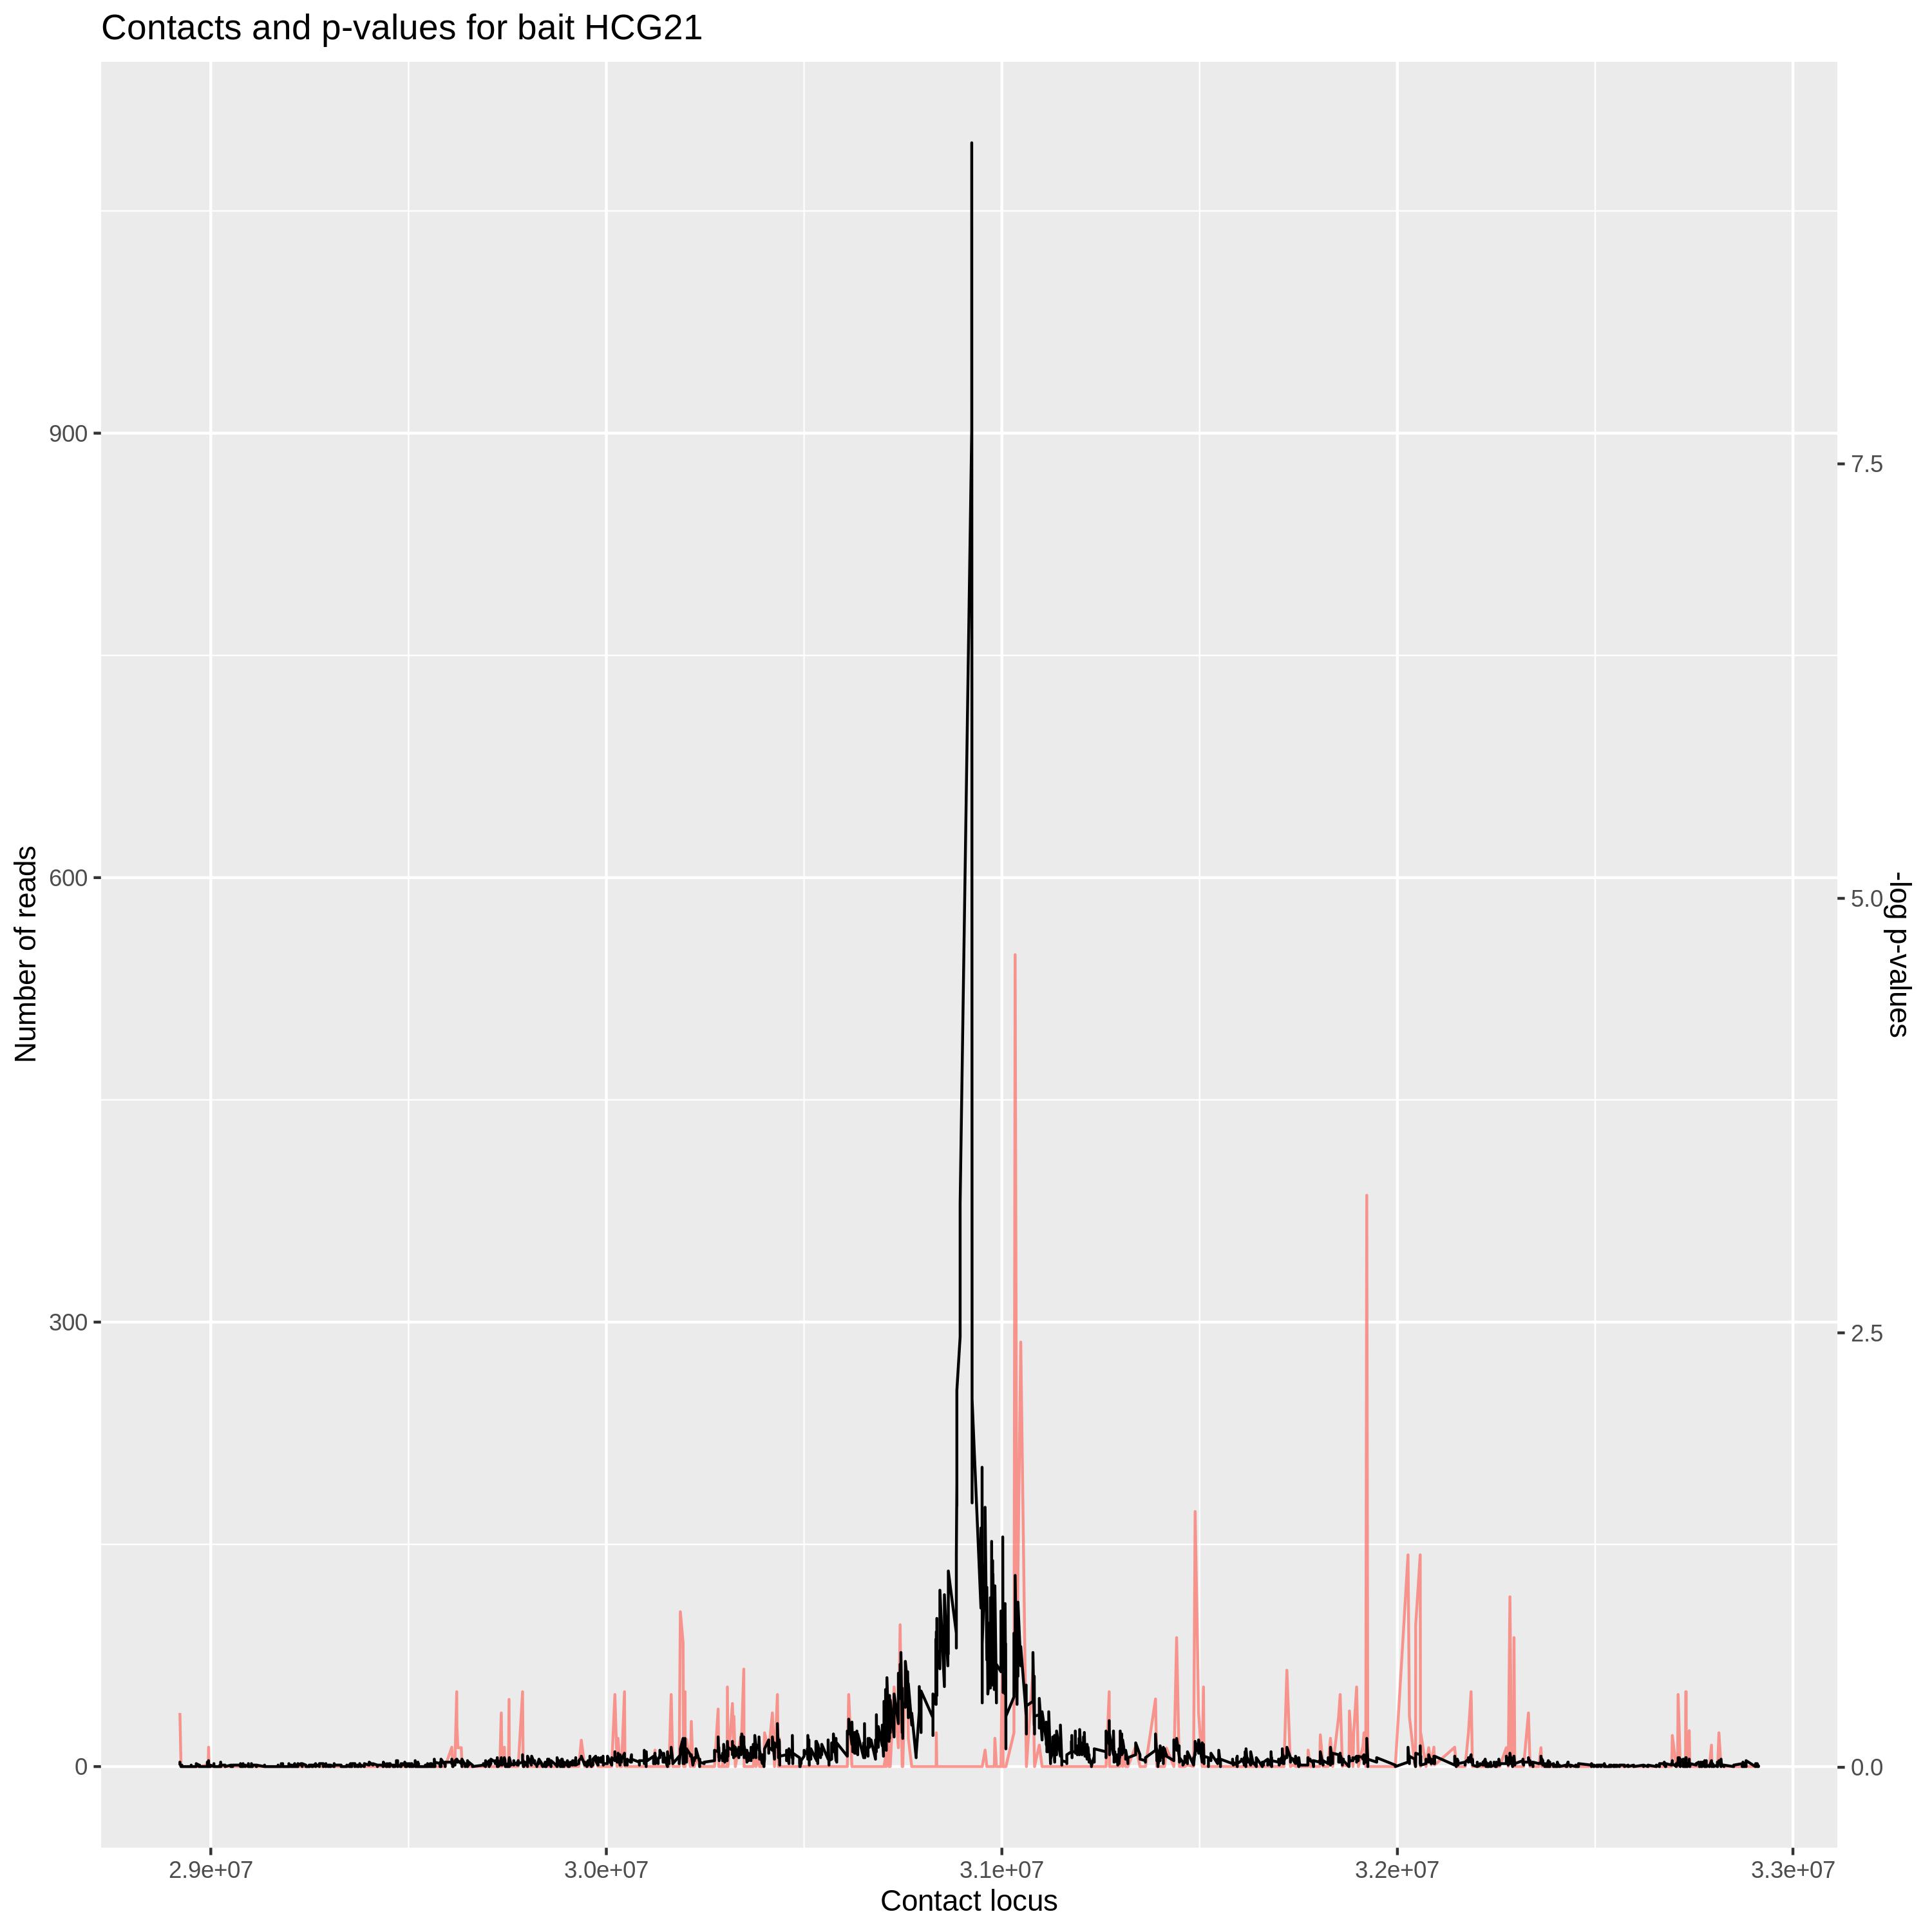 Contacts and p-values for bait HCG21
Number of reads
900
600
300
0
7.5
5.0
2.5
0.0
-log p-values
2.9e+07
3.0e+07
3.1e+07
3.2e+07
3.3e+07
Contact locus